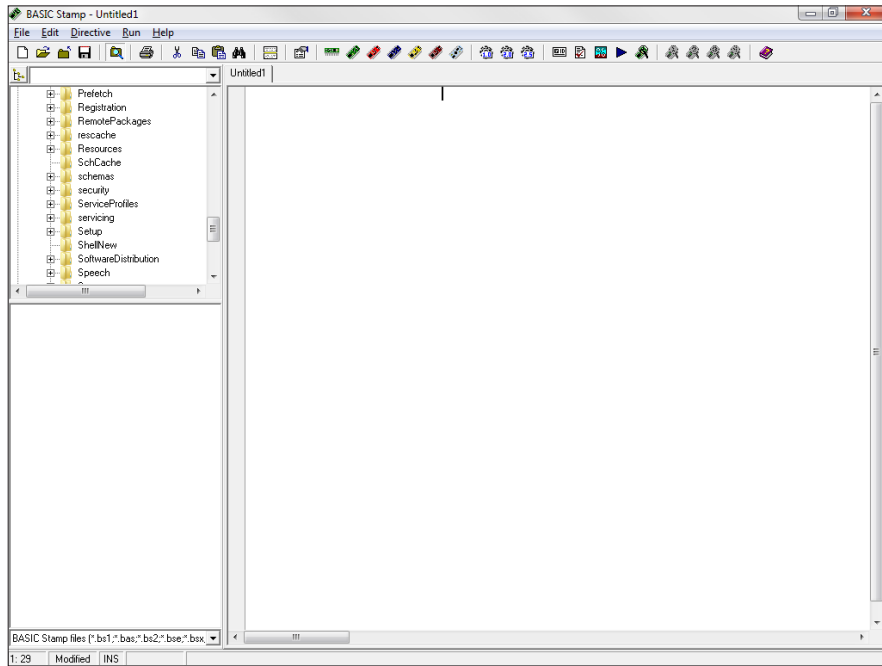 BASIC Stamp - Untitled1
File Edit Directive Run Help
Untitled1
Prefetch
Registration
RemotePackages
rescache
Resources
SchCache
schemas
security
ServiceProfiles
servicing
Setup
ShellNew
SoftwareDistribution
Speech
BASIC Stamp files (*.bs1;*.bas;*.bs2;*.bse;*.bsx,
1: 29 Modified INS